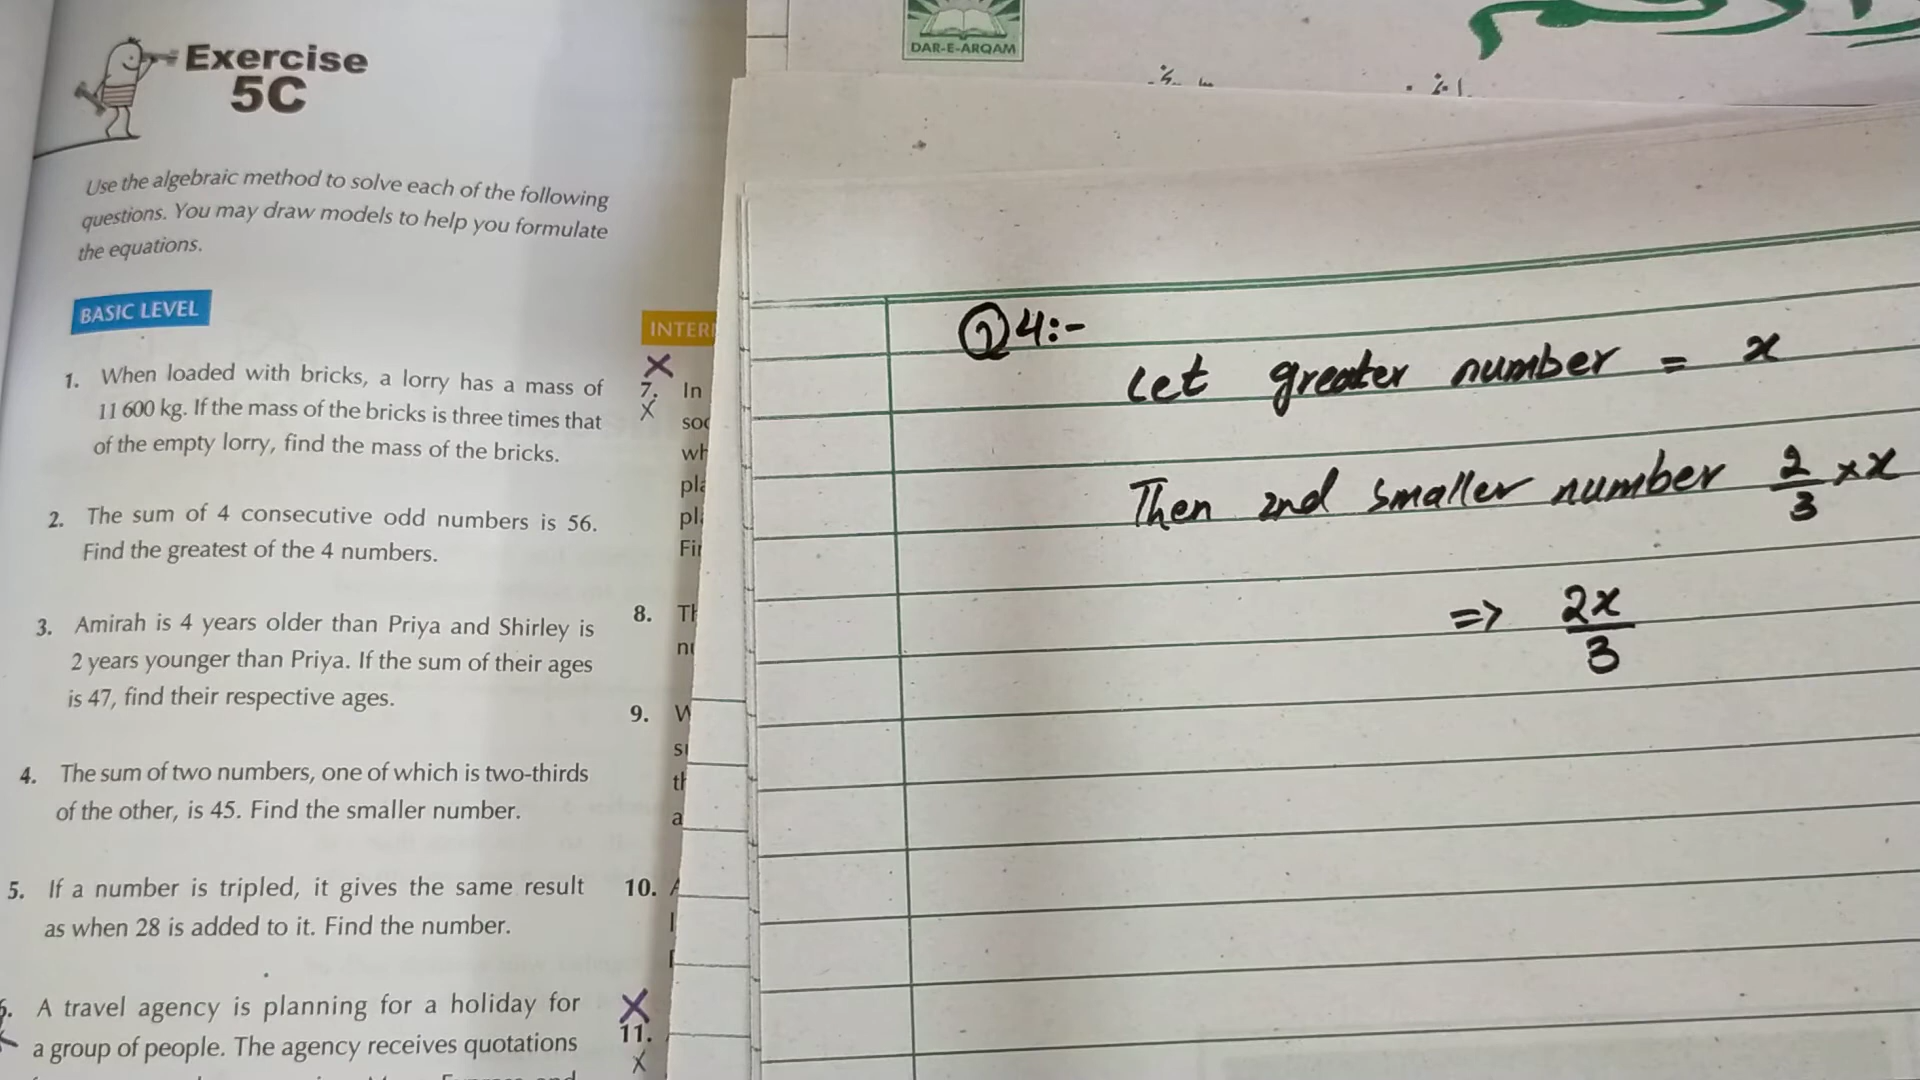 Exercise
5C
Use the algebraic method to solve each of the following
questions. You may draw models to help you formulate
the equations.
BASIC LEVEL
1. When loaded with bricks, a lorry has a mass of
11 600 kg. If the mass of the bricks is three times that
of the empty lorry, find the mass of the bricks.
2. The sum of 4 consecutive odd numbers is 56.
Find the greatest of the 4 numbers.
3. Amirah is 4 years older than Priya and Shirley is
2 years younger than Priya. If the sum of their ages
is 47, find their respective ages.
4. The sum of two numbers, one of which is two-thirds
of the other, is 45. Find the smaller number.
5. If a number is tripled, it gives the same result
as when 28 is added to it. Find the number.
6. A travel agency is planning for a holiday for
a group of people. The agency receives quotations
7. In
8.
9.
10.
11.
DAR-E-ARQAM
Q4:-
Let greater number = x
Then 2nd smaller number 2/3 × x
=> 2x/3